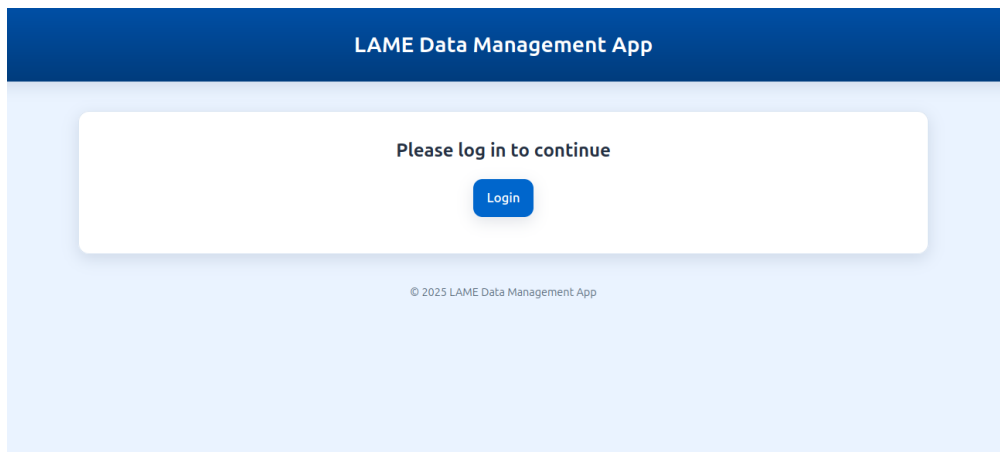 LAME Data Management App
Please log in to continue
Login
© 2025 LAME Data Management App